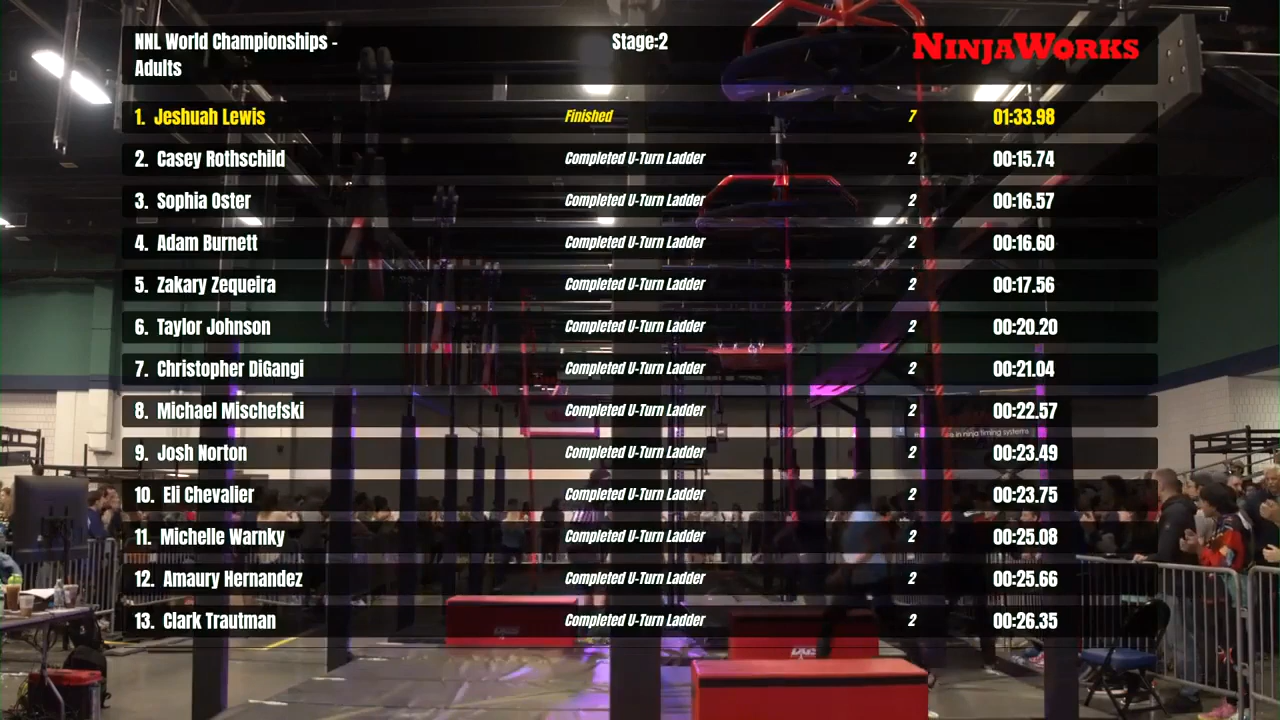 NNL World Championships -
Adults
Stage:2
NINJAWORKS
1. Jeshuah Lewis Finished 7 01:33.98
2. Casey Rothschild Completed U-Turn Ladder 2 00:15.74
3. Sophia Oster Completed U-Turn Ladder 2 00:16.57
4. Adam Burnett Completed U-Turn Ladder 2 00:16.60
5. Zakary Zequeira Completed U-Turn Ladder 2 00:17.56
6. Taylor Johnson Completed U-Turn Ladder 2 00:20.20
7. Christopher DiGangi Completed U-Turn Ladder 2 00:21.04
8. Michael Mischefski Completed U-Turn Ladder 2 00:22.57
in ninja timing systems
9. Josh Norton Completed U-Turn Ladder 2 00:23.49
10. Eli Chevalier Completed U-Turn Ladder 2 00:23.75
11. Michelle Warnky Completed U-Turn Ladder 2 00:25.08
12. Amaury Hernandez Completed U-Turn Ladder 2 00:25.66
13. Clark Trautman Completed U-Turn Ladder 2 00:26.35